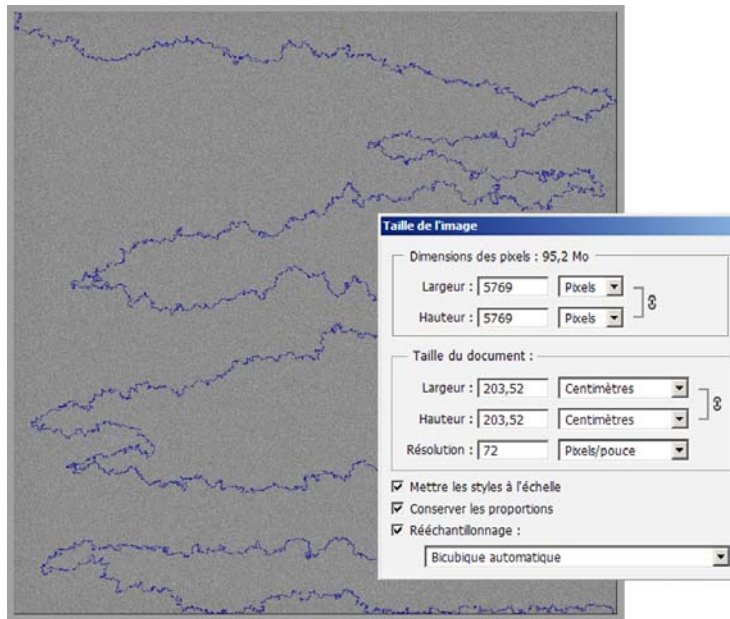 Taille de l'image
Dimensions des pixels : 95,2 Mo
Largeur : 5769 Pixels
Hauteur : 5769 Pixels
Taille du document :
Largeur : 203,52 Centimètres
Hauteur : 203,52 Centimètres
Résolution : 72 Pixels/pouce
Mettre les styles à l'échelle
Conserver les proportions
Rééchantillonnage :
Bicubique automatique